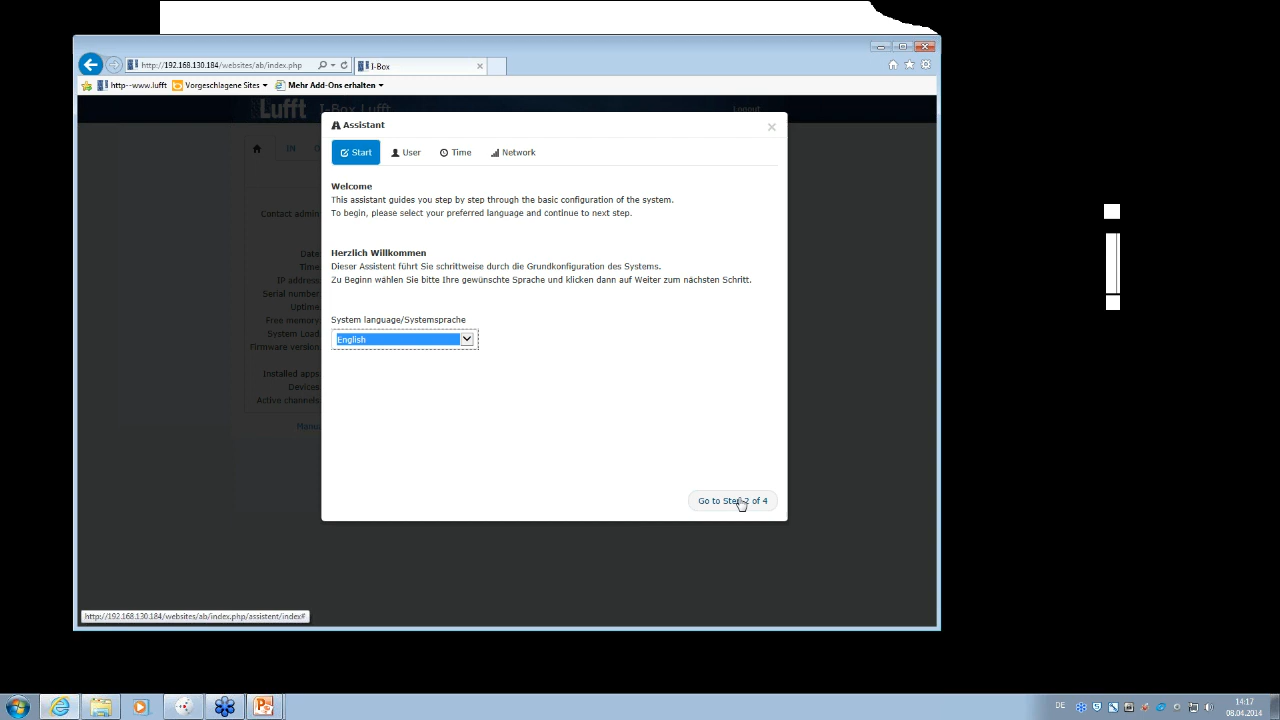 http://192.168.130.184/websites/ab/index.php
I-Box
http--www.lufft
Vorgeschlagene Sites
Mehr Add-Ons erhalten
Lufft I-Box Lufft
Logout
Assistant
Start
User
Time
Network
IN
Welcome
This assistant guides you step by step through the basic configuration of the system.
To begin, please select your preferred language and continue to next step.
Contact admin:
Herzlich Willkommen
Dieser Assistent führt Sie schrittweise durch die Grundkonfiguration des Systems.
Zu Beginn wählen Sie bitte Ihre gewünschte Sprache und klicken dann auf Weiter zum nächsten Schritt.
Date
Time
IP address
Serial number
Uptime
Free memory
System Load
Firmware version
Installed apps
Devices
Active channels
System language/Systemsprache
English
Go to Step 2 of 4
http://192.168.130.184/websites/ab/index.php/assistent/index#
DE
14:17
08.04.2014